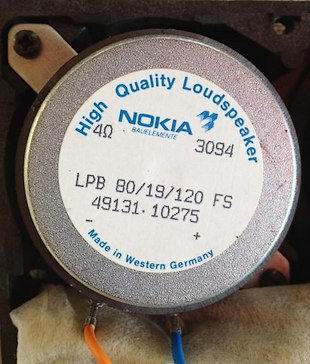 High Quality Loudspeaker
NOKIA
BAUELEMENTE
4Ω
3094
LPB 80/19/120 FS
49131.10275
- +
Made in Western Germany